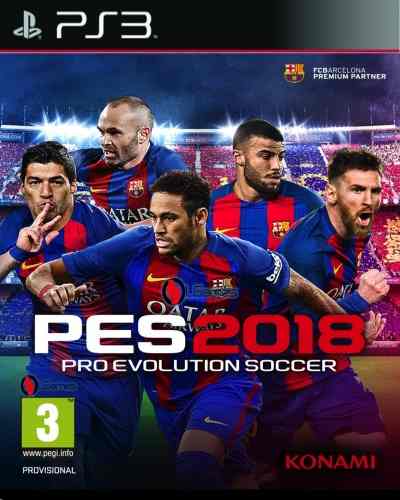 PS3
FCBARCELONA
PREMIUM PARTNER
PES2018
PRO EVOLUTION SOCCER
3
www.pegi.info
PROVISIONAL
KONAMI